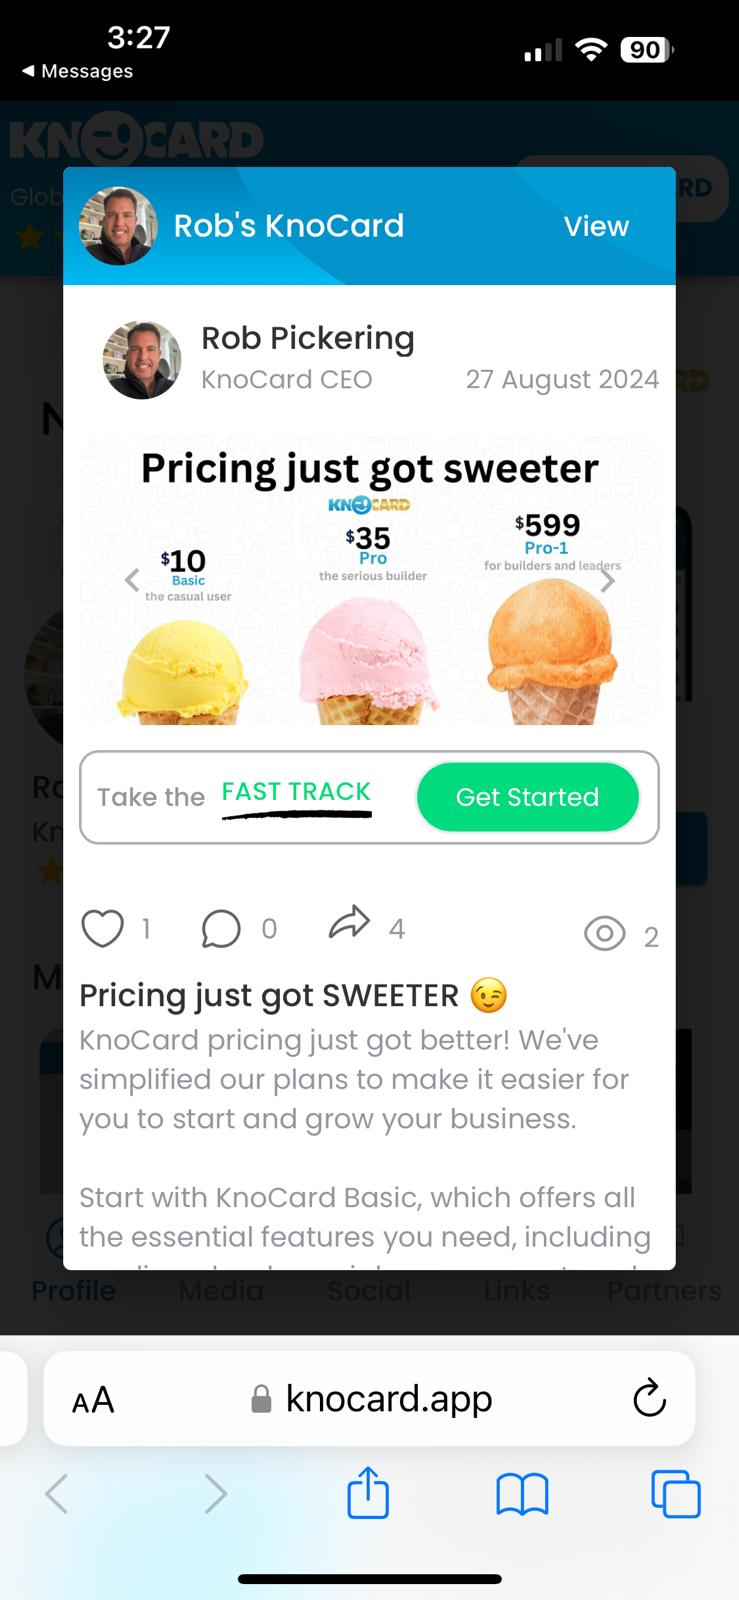 3:27
90
◀ Messages
KNOCARD
Glob
RD
Rob's KnoCard
View
Rob Pickering
KnoCard CEO
27 August 2024
RD
N
Pricing just got sweeter
KNOCARD
$10
Basic
the casual user
$35
Pro
the serious builder
$599
Pro-1
for builders and leaders
Take the FAST TRACK
Get Started
Ro
Kn
1
0
4
2
M
Pricing just got SWEETER 😉
KnoCard pricing just got better! We've
simplified our plans to make it easier for
you to start and grow your business.
Start with KnoCard Basic, which offers all
the essential features you need, including
Profile
Media
Social
Links
Partners
AA
knocard.app